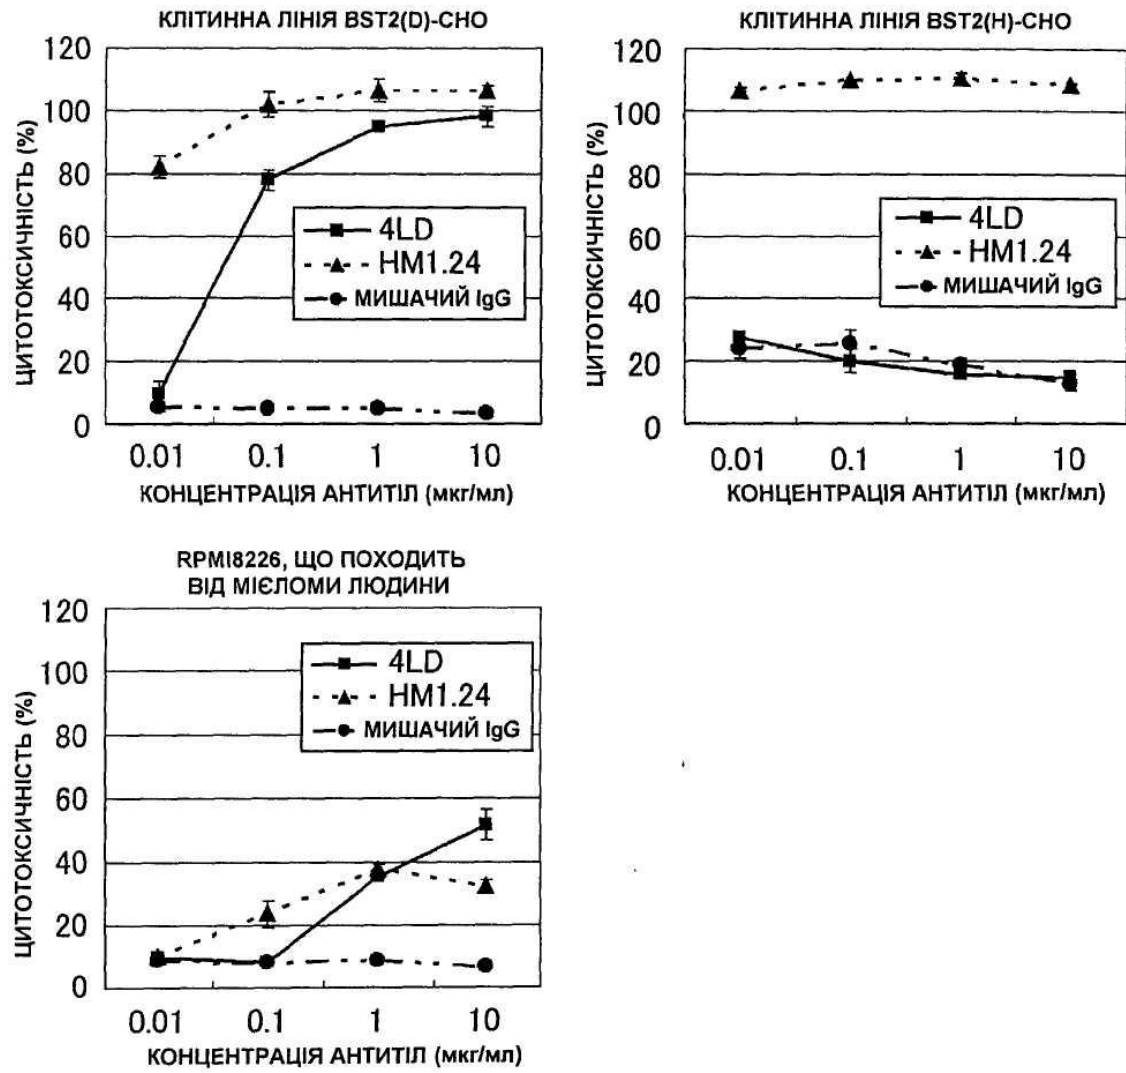 КЛІТИННА ЛІНІЯ BST2(D)-CHO
120
100
80
60
40
20
0
ЦИТОТОКСИЧНІСТЬ (%)
4LD
HM1.24
МИШАЧИЙ IgG
0.01 0.1 1 10
КОНЦЕНТРАЦІЯ АНТИТІЛ (мкг/мл)
КЛІТИННА ЛІНІЯ BST2(H)-CHO
120
100
80
60
40
20
0
ЦИТОТОКСИЧНІСТЬ (%)
4LD
HM1.24
МИШАЧИЙ IgG
0.01 0.1 1 10
КОНЦЕНТРАЦІЯ АНТИТІЛ (мкг/мл)
RPMI8226, ЩО ПОХОДИТЬ
ВІД МІЄЛОМИ ЛЮДИНИ
120
100
80
60
40
20
0
ЦИТОТОКСИЧНІСТЬ (%)
4LD
HM1.24
МИШАЧИЙ IgG
0.01 0.1 1 10
КОНЦЕНТРАЦІЯ АНТИТІЛ (мкг/мл)